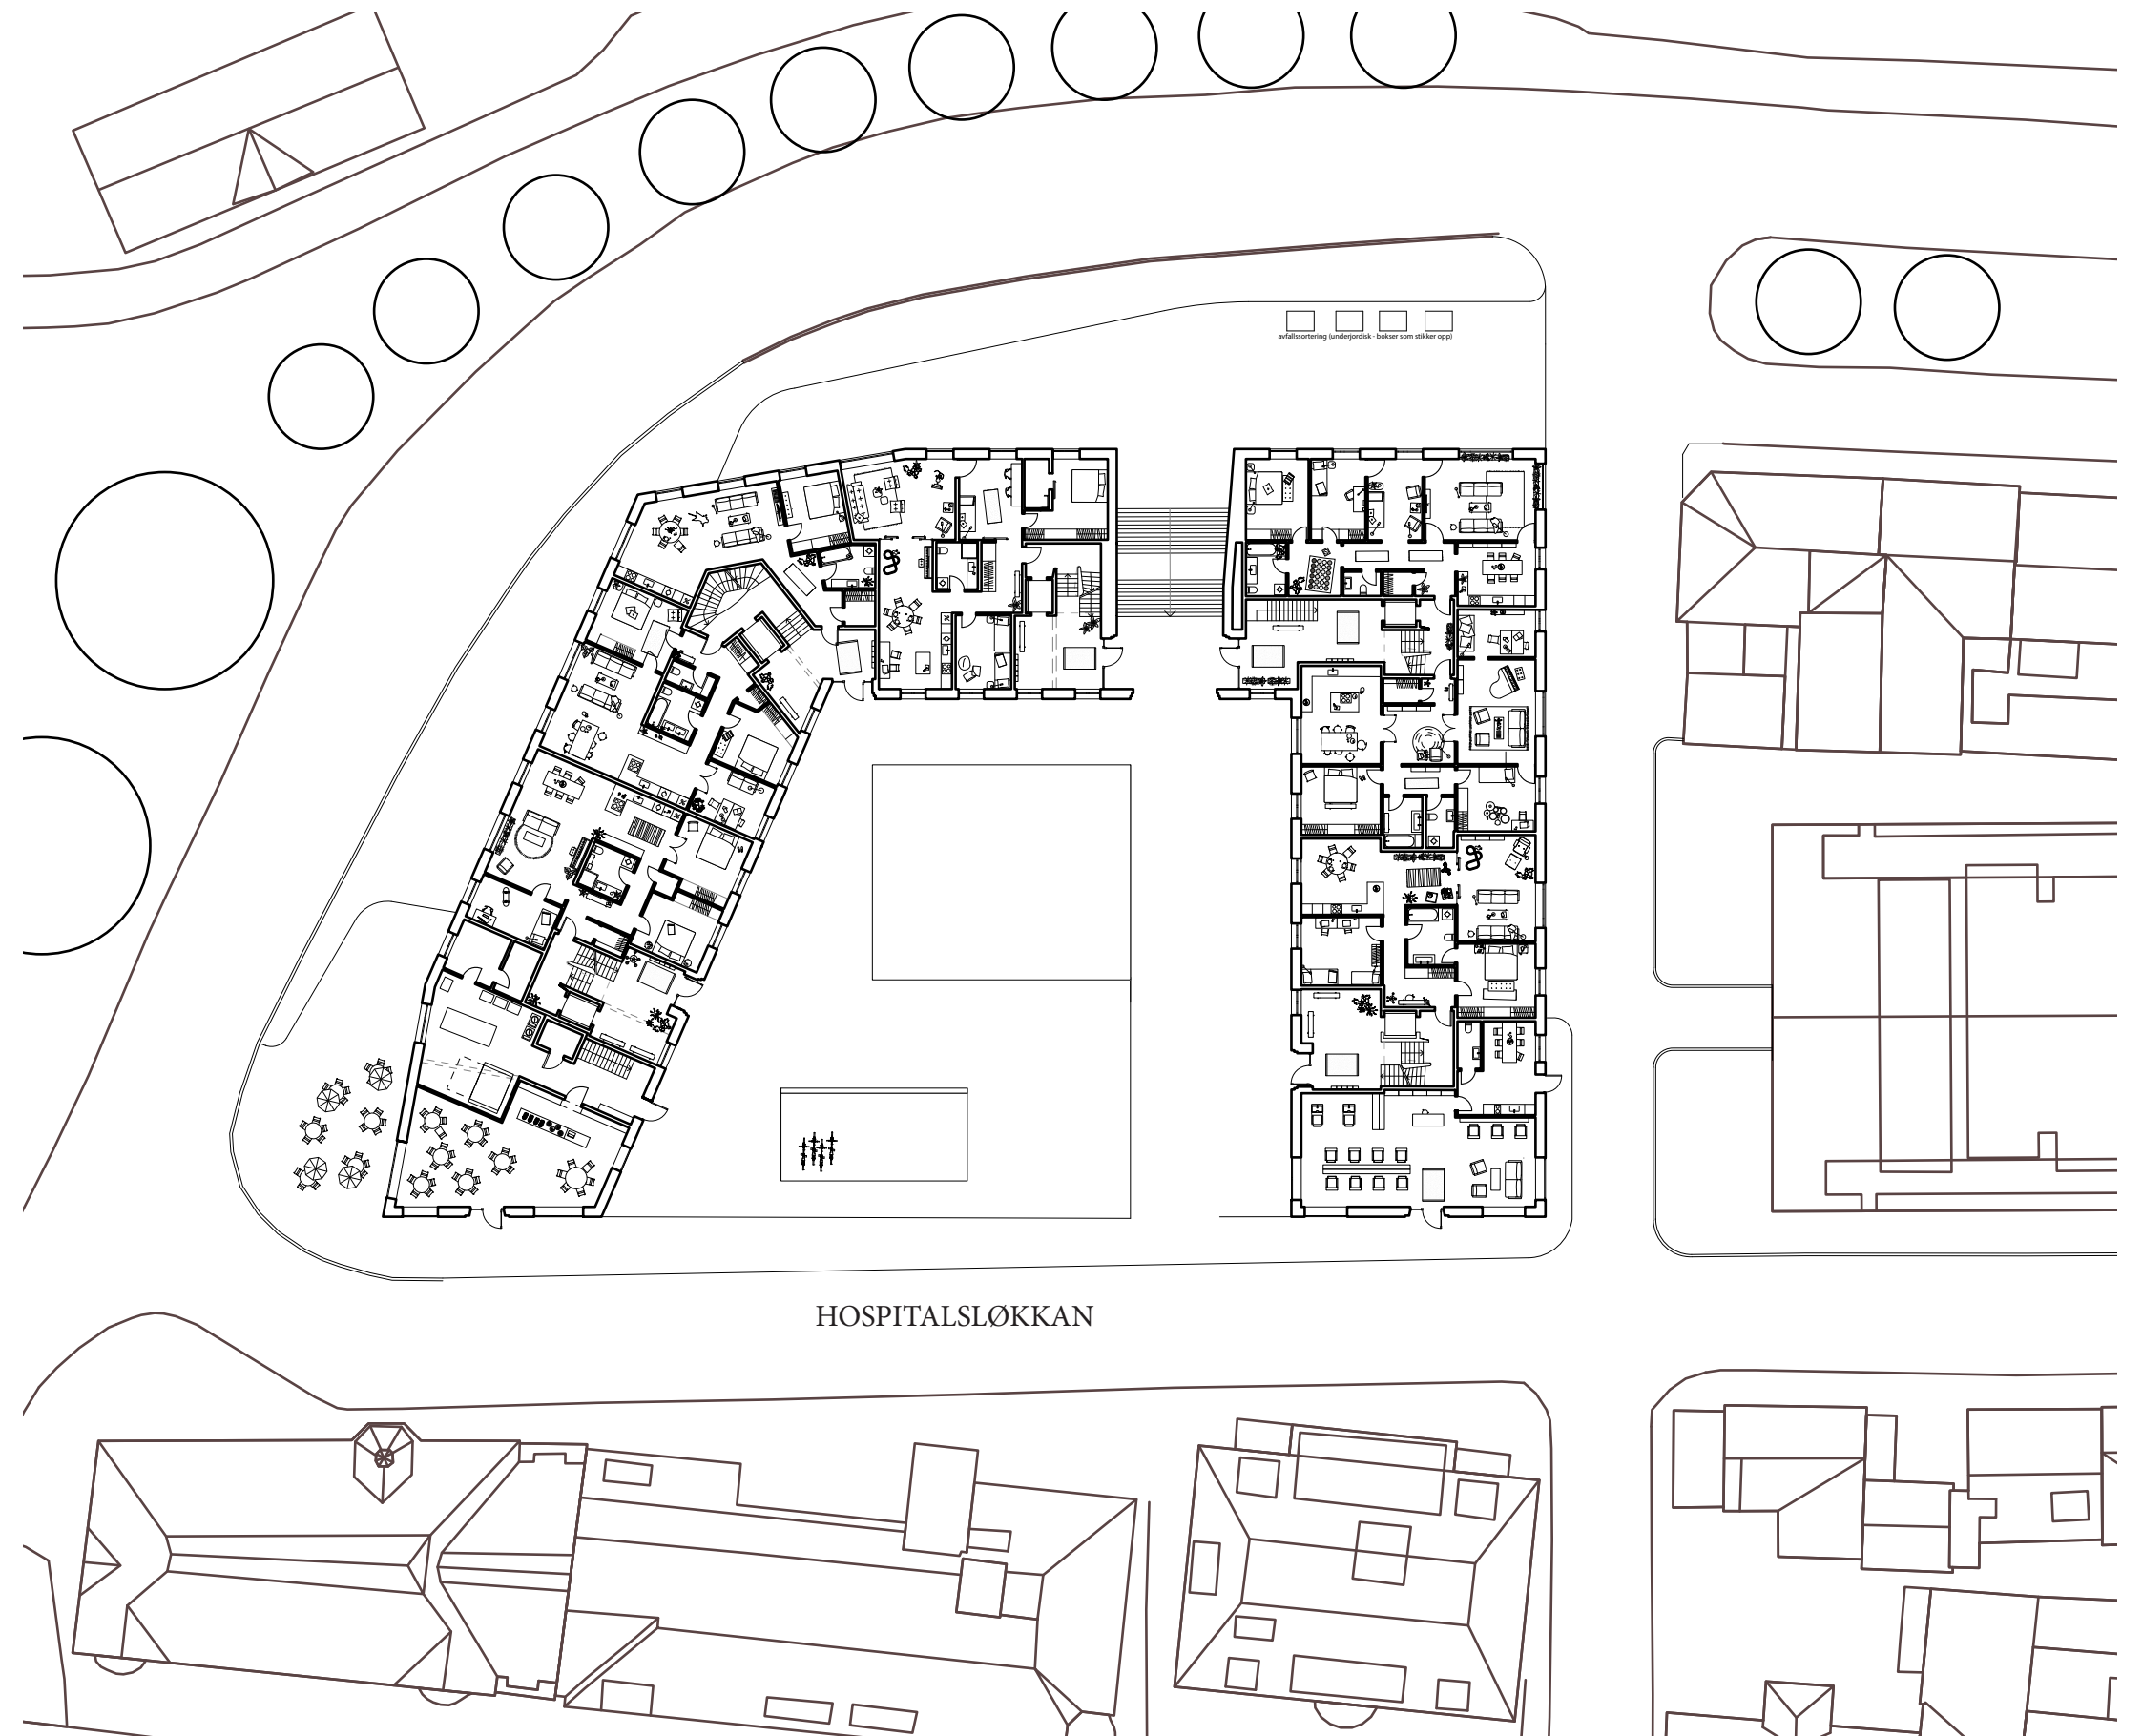 avfallssortering (underjordisk - bokser som stikker opp)
HOSPITALSLØKKAN